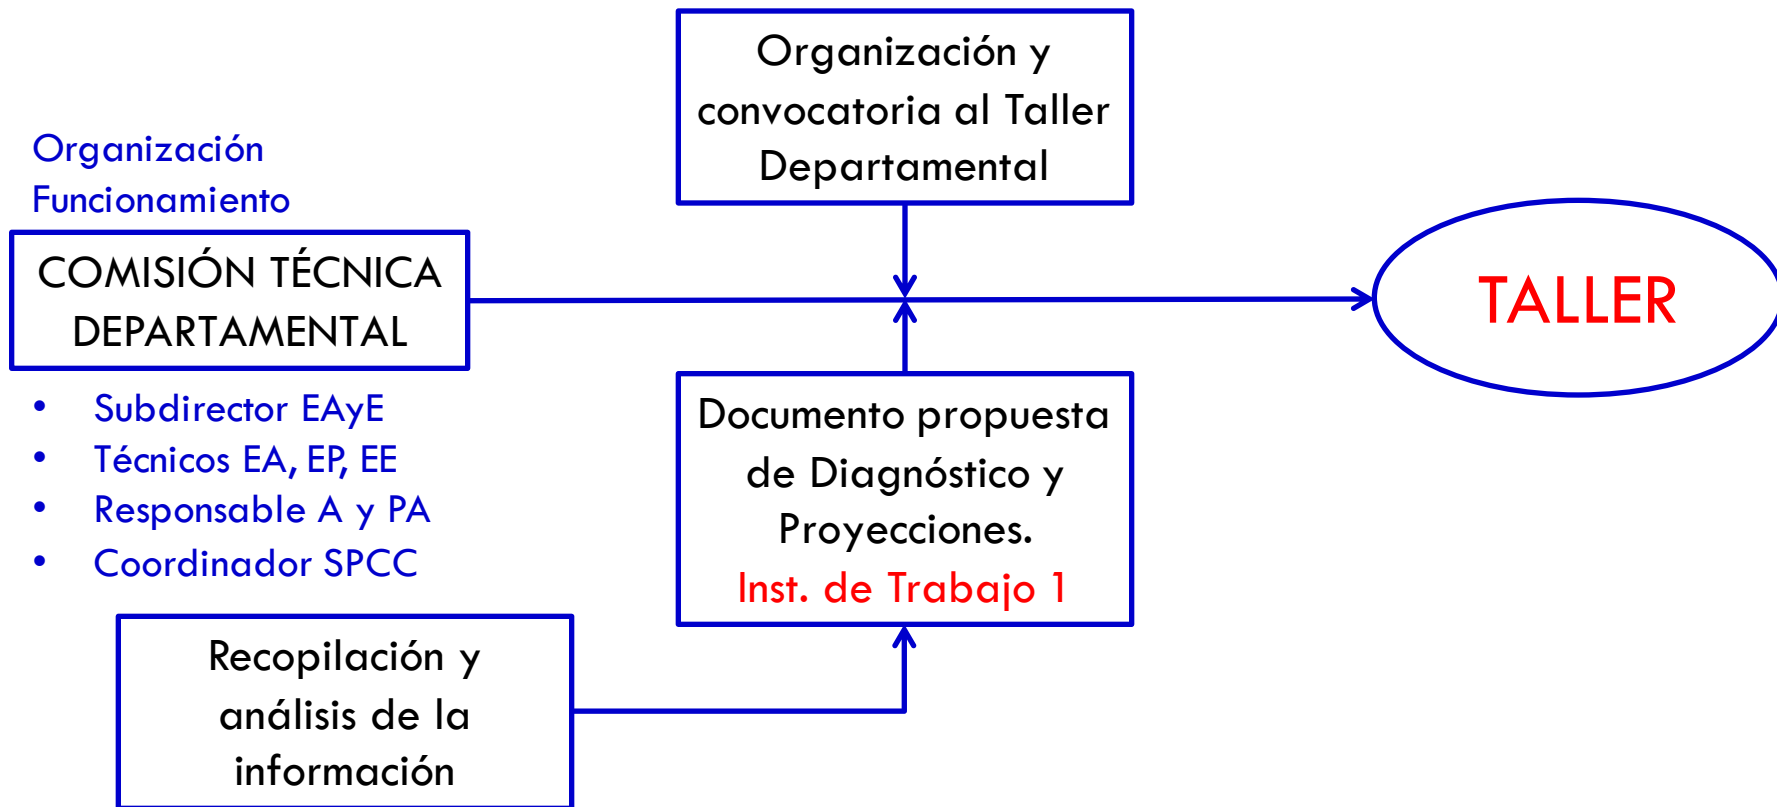 Organización y
convocatoria al Taller
Departamental
Organización
Funcionamiento
COMISIÓN TÉCNICA
DEPARTAMENTAL
• Subdirector EAyE
• Técnicos EA, EP, EE
• Responsable A y PA
• Coordinador SPCC
Documento propuesta
de Diagnóstico y
Proyecciones.
Inst. de Trabajo 1
Recopilación y
análisis de la
información
TALLER